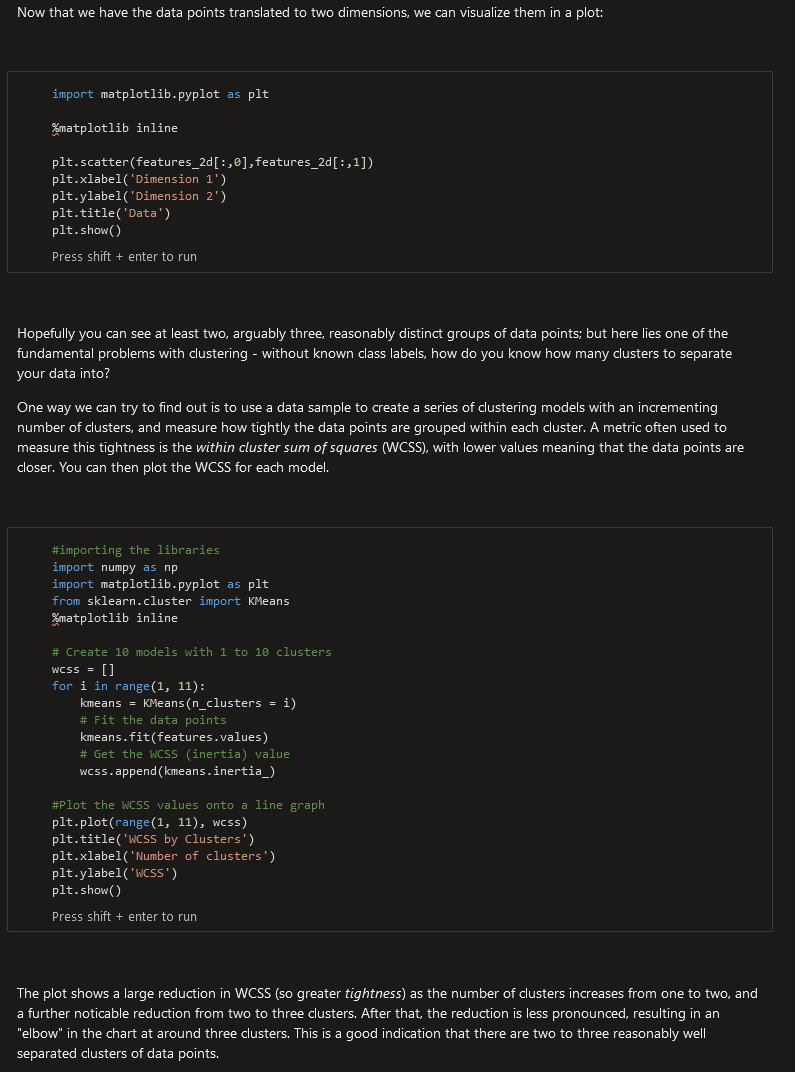 Now that we have the data points translated to two dimensions, we can visualize them in a plot:
import matplotlib.pyplot as plt
%matplotlib inline
plt.scatter(features_2d[:,0],features_2d[:,1])
plt.xlabel('Dimension 1')
plt.ylabel('Dimension 2')
plt.title('Data')
plt.show()
Press shift + enter to run
Hopefully you can see at least two, arguably three, reasonably distinct groups of data points; but here lies one of the
fundamental problems with clustering - without known class labels, how do you know how many clusters to separate
your data into?
One way we can try to find out is to use a data sample to create a series of clustering models with an incrementing
number of clusters, and measure how tightly the data points are grouped within each cluster. A metric often used to
measure this tightness is the within cluster sum of squares (WCSS), with lower values meaning that the data points are
closer. You can then plot the WCSS for each model.
#importing the libraries
import numpy as np
import matplotlib.pyplot as plt
from sklearn.cluster import KMeans
%matplotlib inline
# Create 10 models with 1 to 10 clusters
wcss = []
for i in range(1, 11):
    kmeans = KMeans(n_clusters = i)
    # Fit the data points
    kmeans.fit(features.values)
    # Get the WCSS (inertia) value
    wcss.append(kmeans.inertia_)
#Plot the WCSS values onto a line graph
plt.plot(range(1, 11), wcss)
plt.title('WCSS by Clusters')
plt.xlabel('Number of clusters')
plt.ylabel('WCSS')
plt.show()
Press shift + enter to run
The plot shows a large reduction in WCSS (so greater tightness) as the number of clusters increases from one to two, and
a further noticable reduction from two to three clusters. After that, the reduction is less pronounced, resulting in an
"elbow" in the chart at around three clusters. This is a good indication that there are two to three reasonably well
separated clusters of data points.